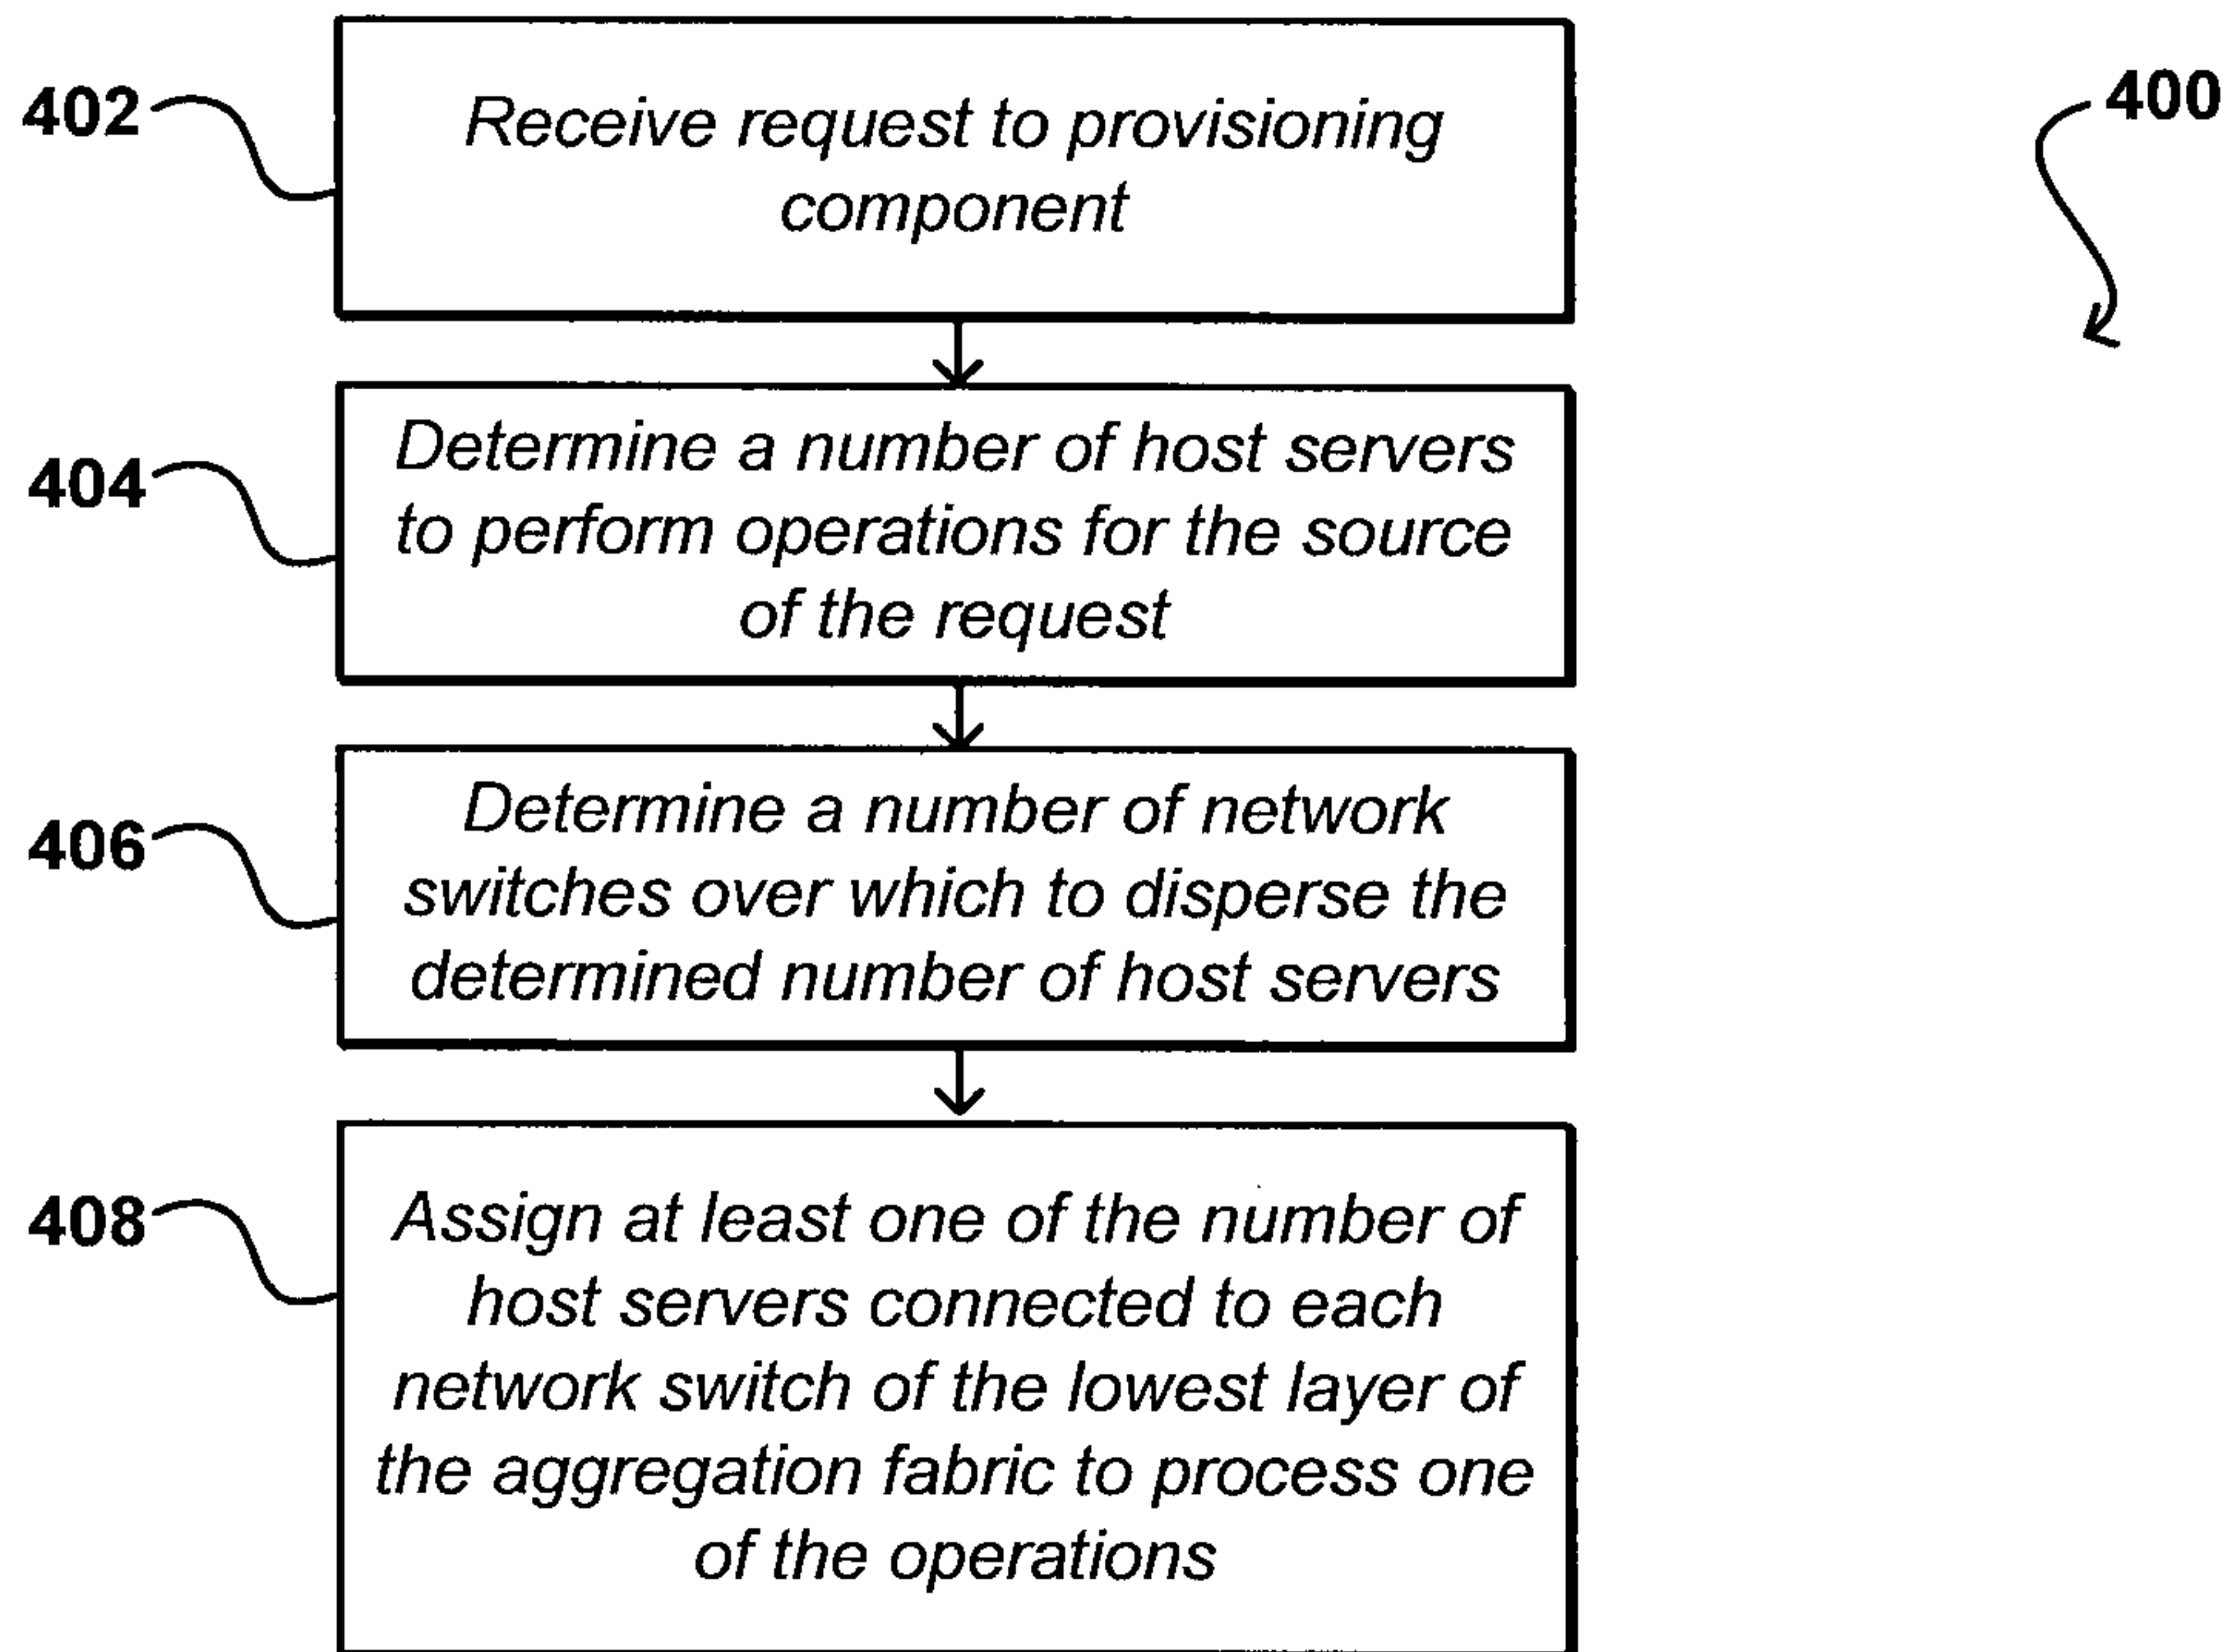 402
Receive request to provisioning
component
400
404
Determine a number of host servers
to perform operations for the source
of the request
406
Determine a number of network
switches over which to disperse the
determined number of host servers
408
Assign at least one of the number of
host servers connected to each
network switch of the lowest layer of
the aggregation fabric to process one
of the operations